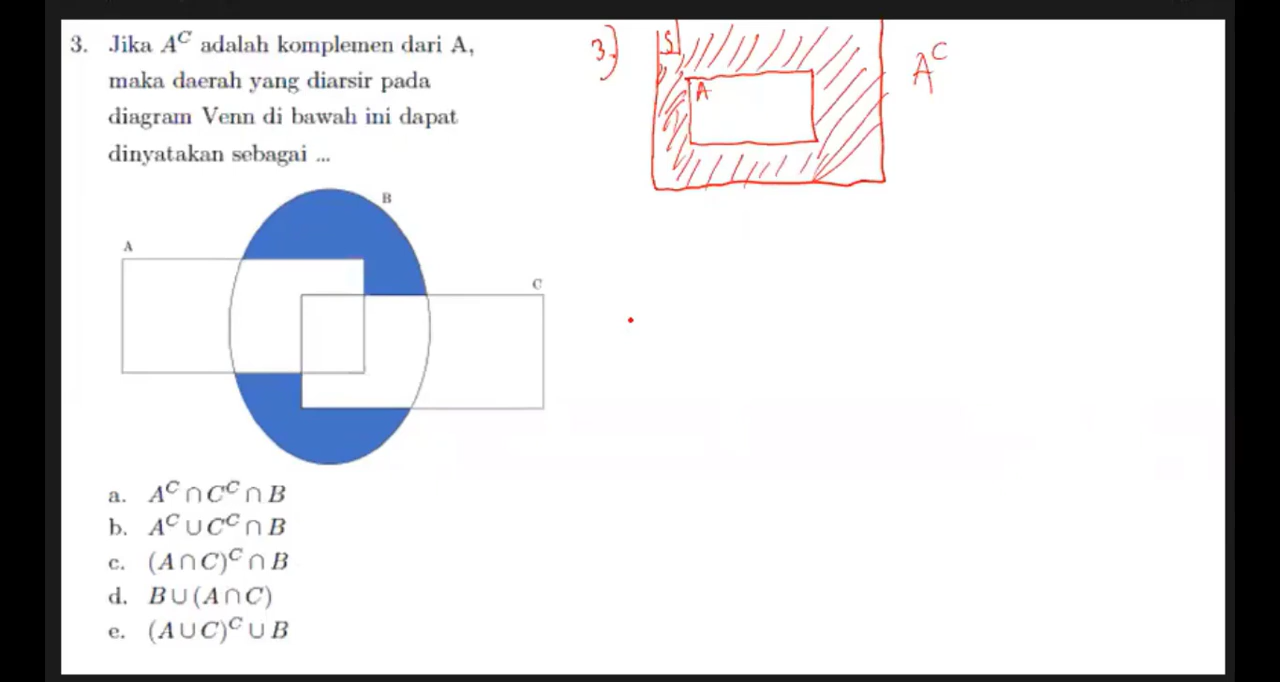 3. Jika A^C adalah komplemen dari A,
maka daerah yang diarsir pada
diagram Venn di bawah ini dapat
dinyatakan sebagai ...
B
A
C
a. A^C ∩ C^C ∩ B
b. A^C ∪ C^C ∩ B
c. (A ∩ C)^C ∩ B
d. B ∪ (A ∩ C)
e. (A ∪ C)^C ∪ B
3.)
S
A
A^C